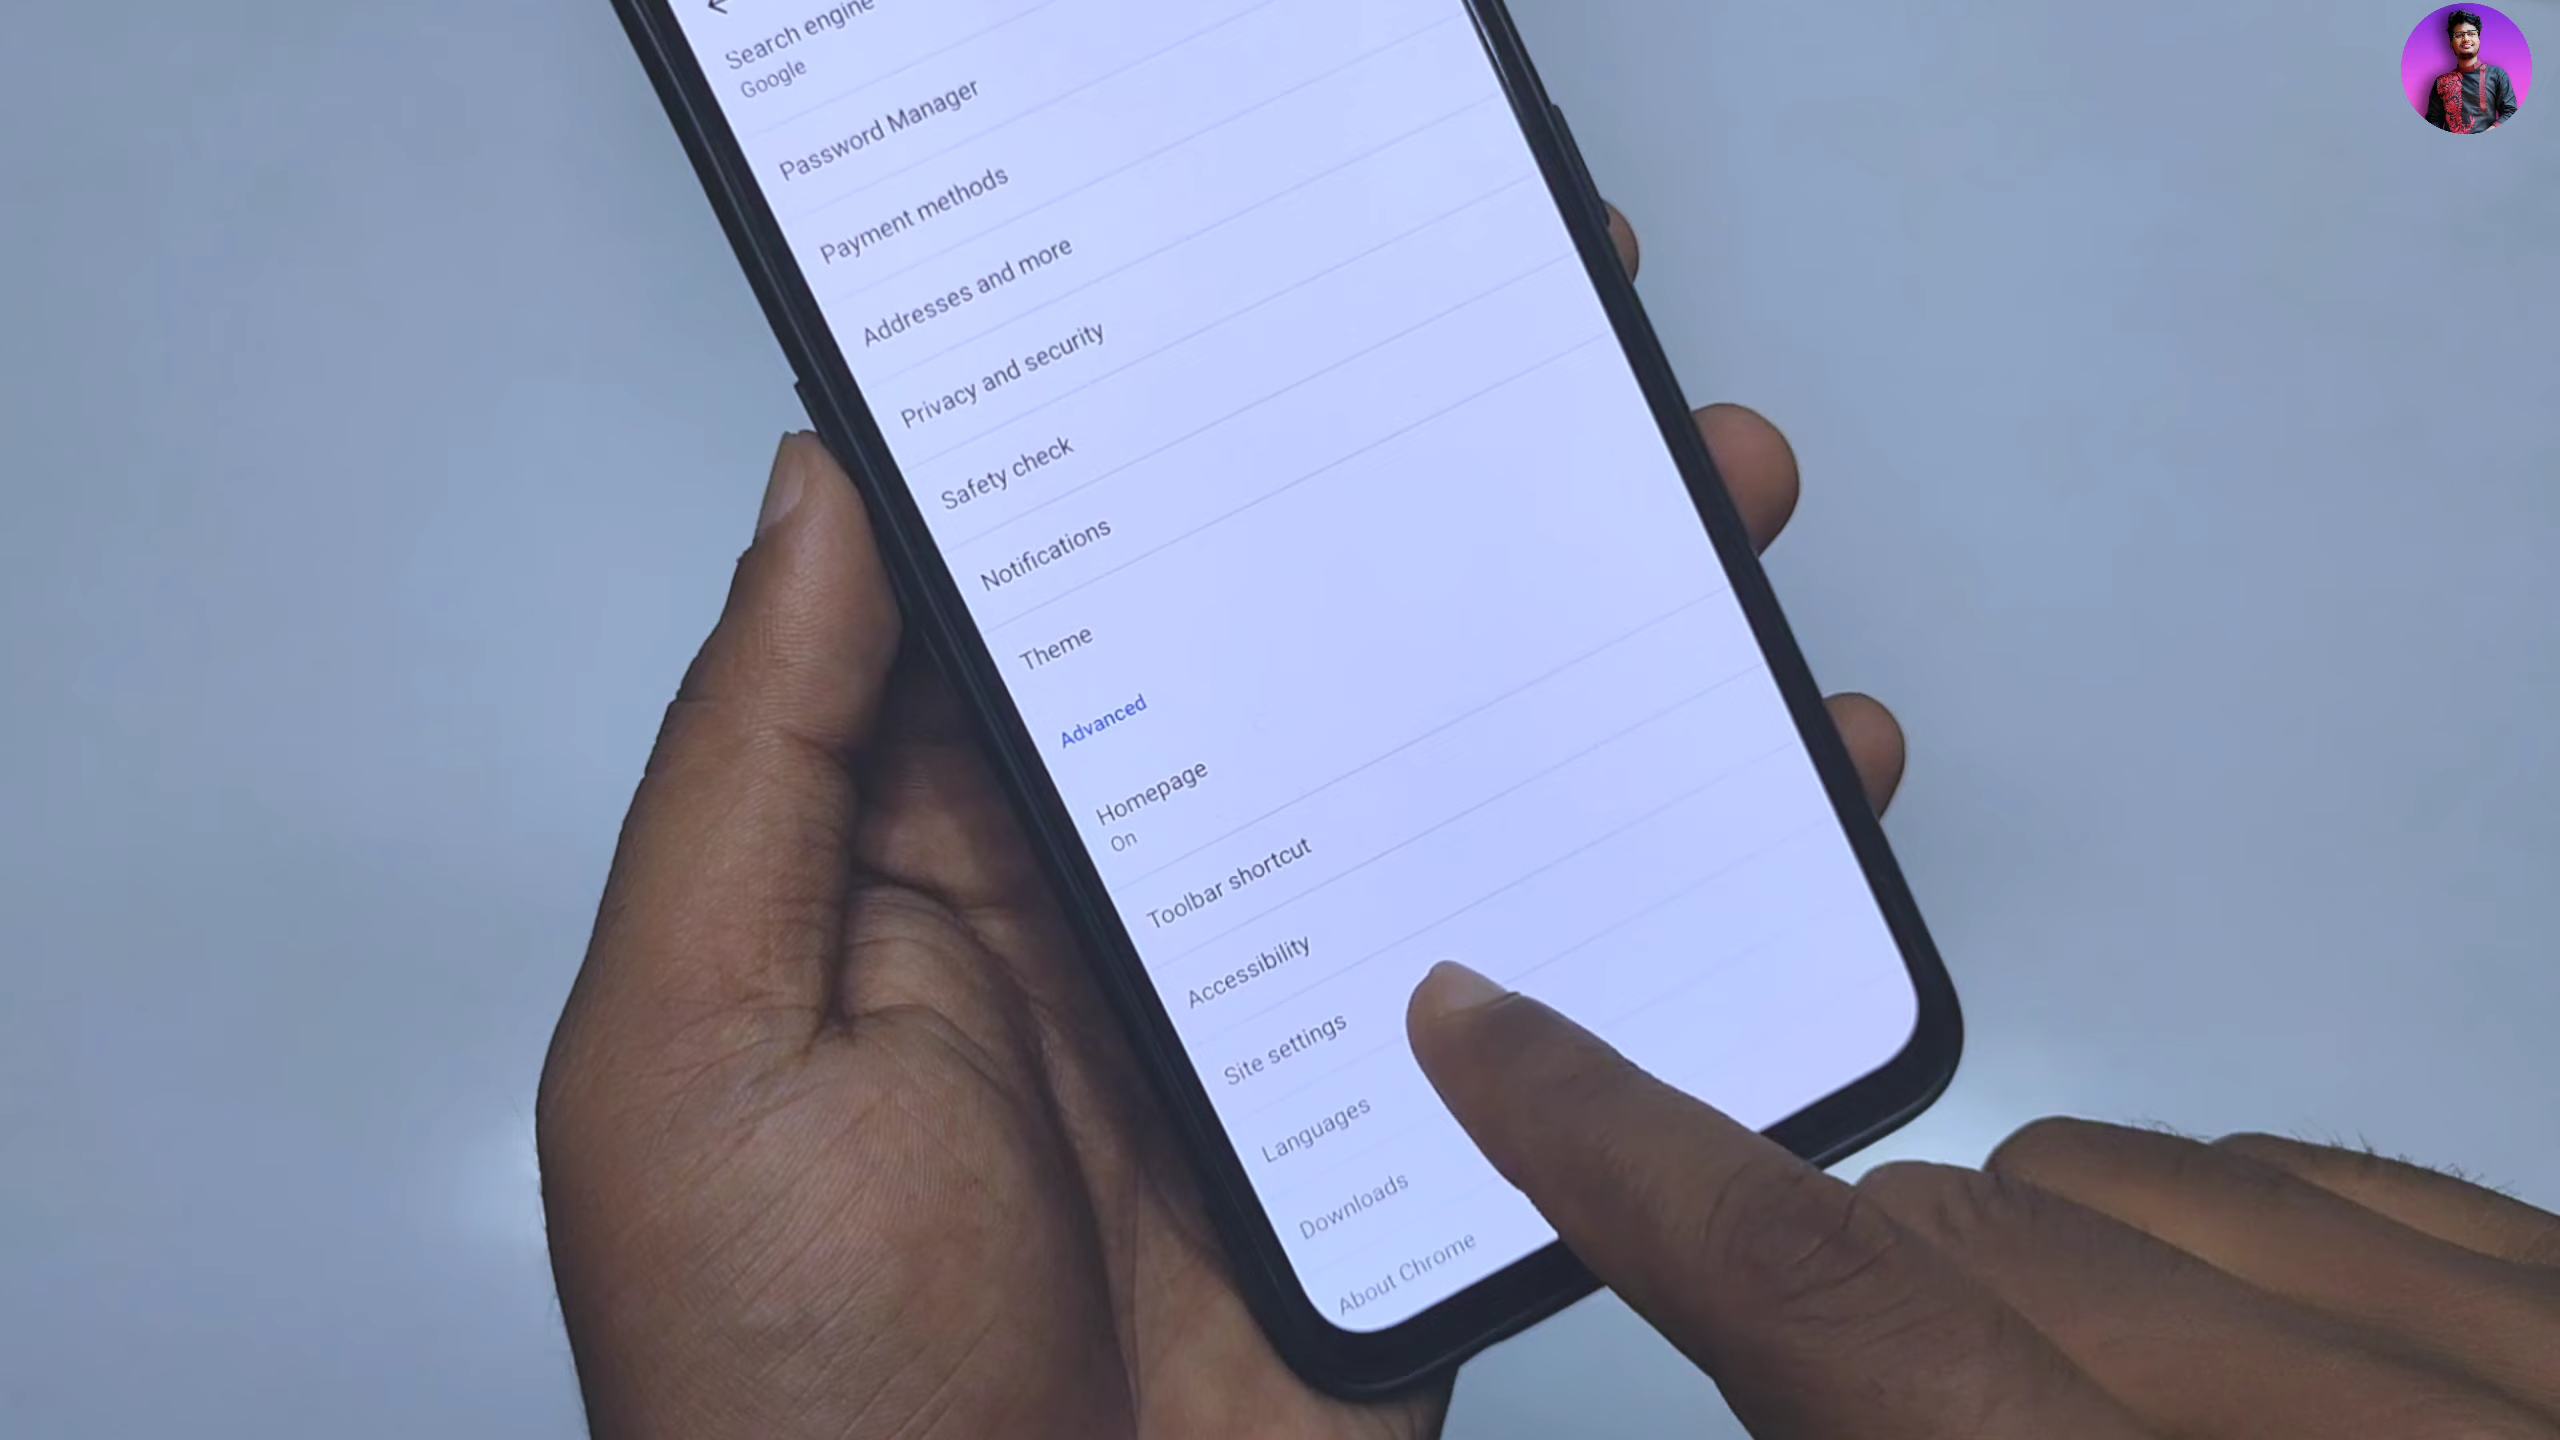 Search engine
Google
Password Manager
Payment methods
Addresses and more
Privacy and security
Safety check
Notifications
Theme
Advanced
Homepage
On
Toolbar shortcut
Accessibility
Site settings
Languages
Downloads
About Chrome